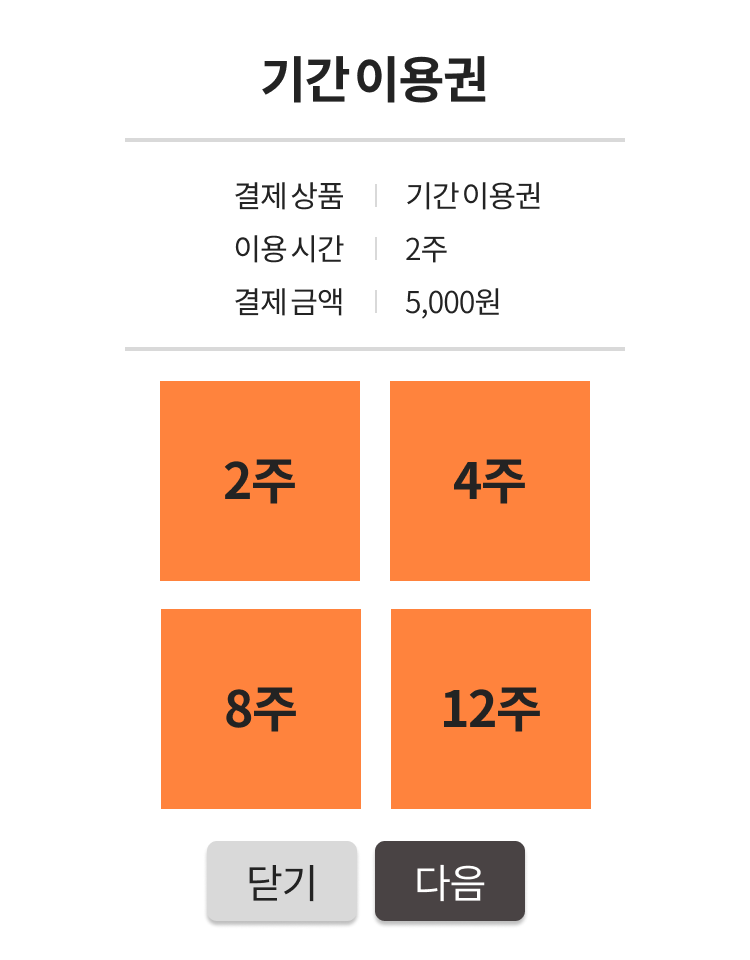 기간 이용권
결제 상품 기간 이용권
이용 시간 2주
결제 금액 5,000원
2주 4주
8주 12주
닫기 다음